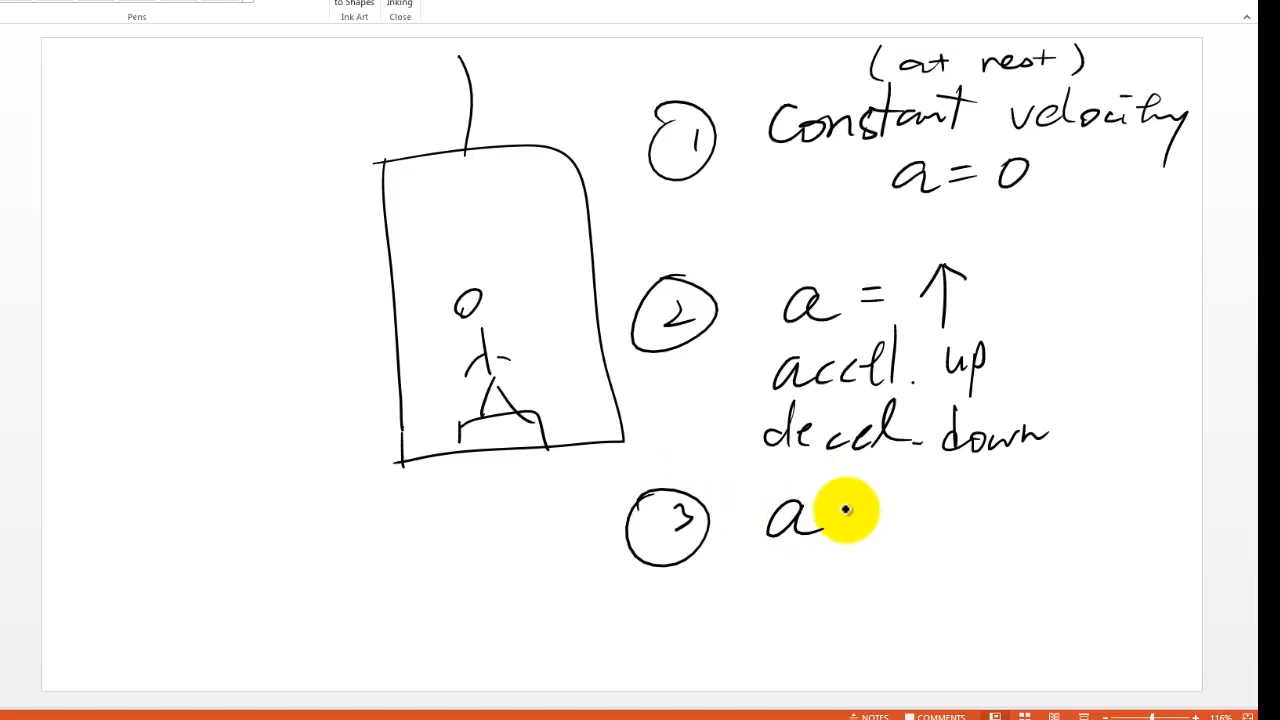 to Shapes
Inking
Pens
Ink Art
Close
(at rest)
1 Constant velocity
a = 0
2 a = ↑
accel. up
decel. down
3 a
NOTES
COMMENTS
116%